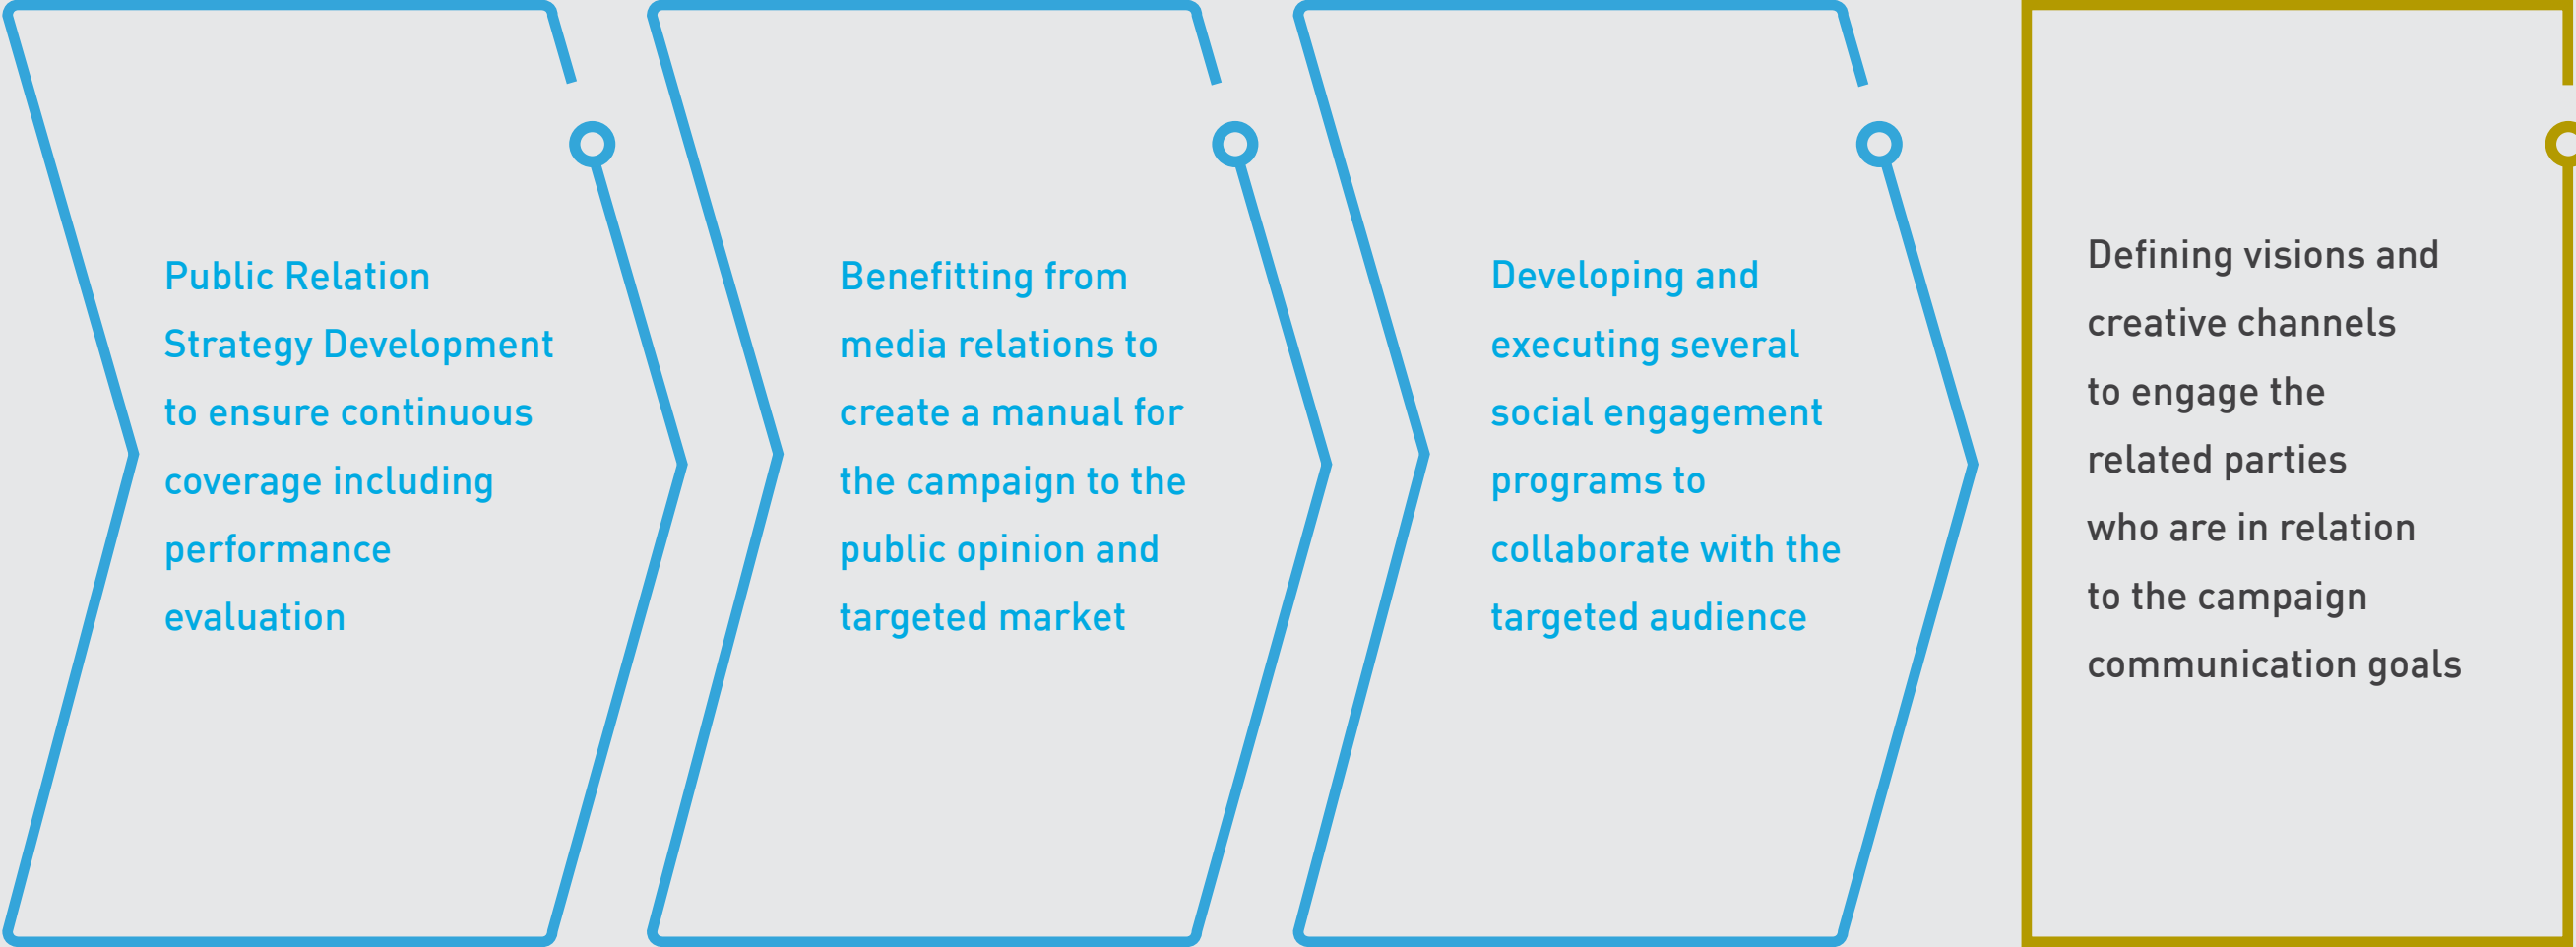 Public Relation
Strategy Development
to ensure continuous
coverage including
performance
evaluation
Benefitting from
media relations to
create a manual for
the campaign to the
public opinion and
targeted market
Developing and
executing several
social engagement
programs to
collaborate with the
targeted audience
Defining visions and
creative channels
to engage the
related parties
who are in relation
to the campaign
communication goals